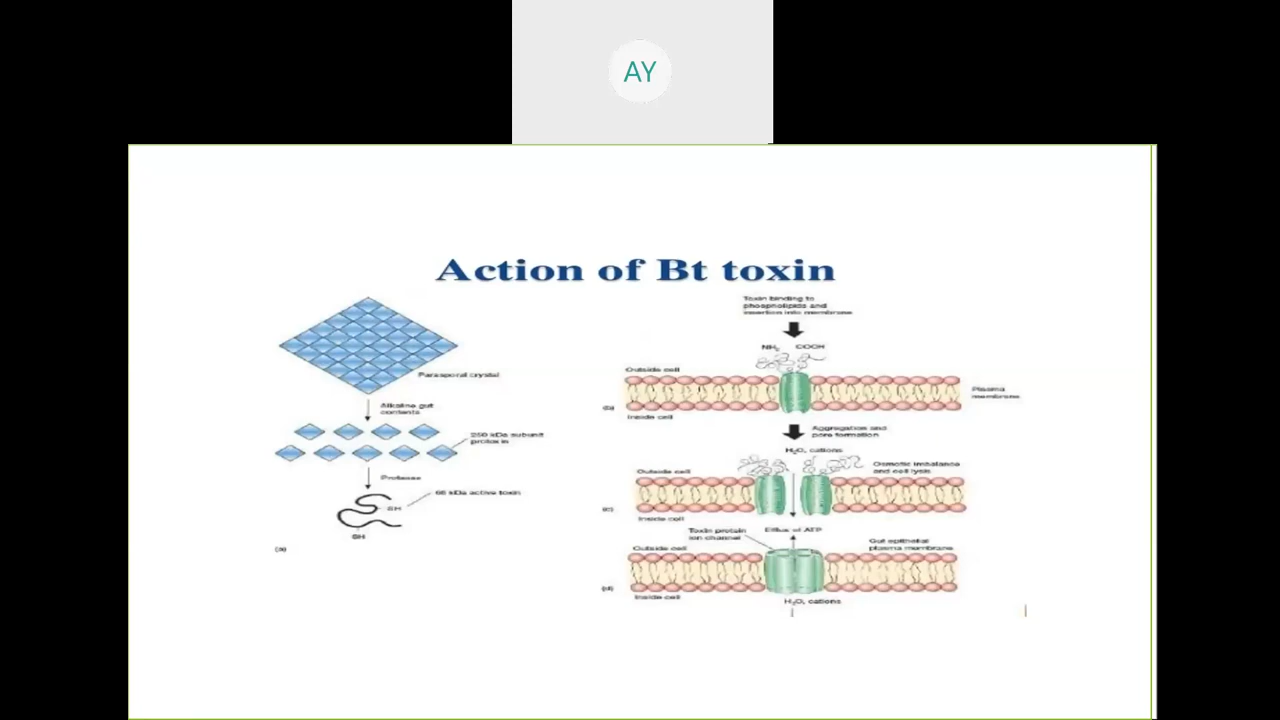 AY
Action of Bt toxin
Parasporal crystal
Alkaline gut
contents
250 kDa subunit
protoxin
Protease
68 kDa active toxin
SH
SH
(a)
Toxin binding to
phospholipids and
insertion into membrane
NH₂ COOH
Outside cell
Plasma
membrane
(b)
Inside cell
Aggregation and
pore formation
H₂O, cations
Osmotic imbalance
and cell lysis
Outside cell
(c)
Inside cell
Toxin protein
ion channel
Efflux of ATP
Gut epithelial
plasma membrane
Outside cell
(d)
Inside cell
H₂O, cations